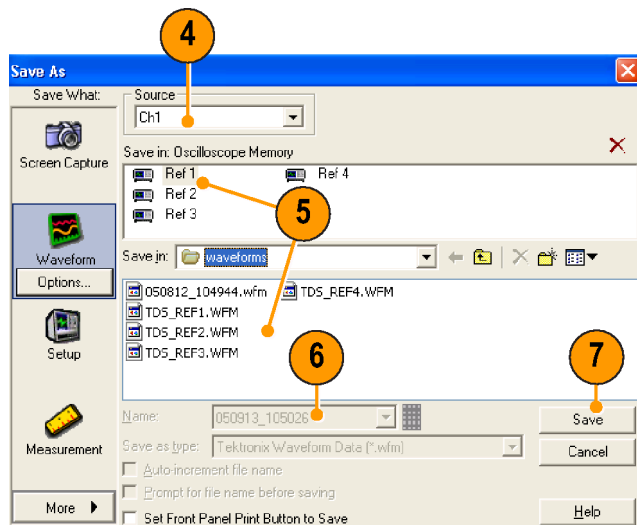 4
Save As
Save What:
Source
Ch1
Screen Capture
Save in: Oscilloscope Memory
Ref 1
Ref 4
Ref 2
Ref 3
5
Waveform
Options...
Save in:
waveforms
050812_104944.wfm
TDS_REF4.WFM
TDS_REF1.WFM
TDS_REF2.WFM
TDS_REF3.WFM
Setup
6
7
Name:
050913_105026
Save
Measurement
Save as type:
Tektronix Waveform Data (*.wfm)
Cancel
Auto-increment file name
Prompt for file name before saving
More
Set Front Panel Print Button to Save
Help